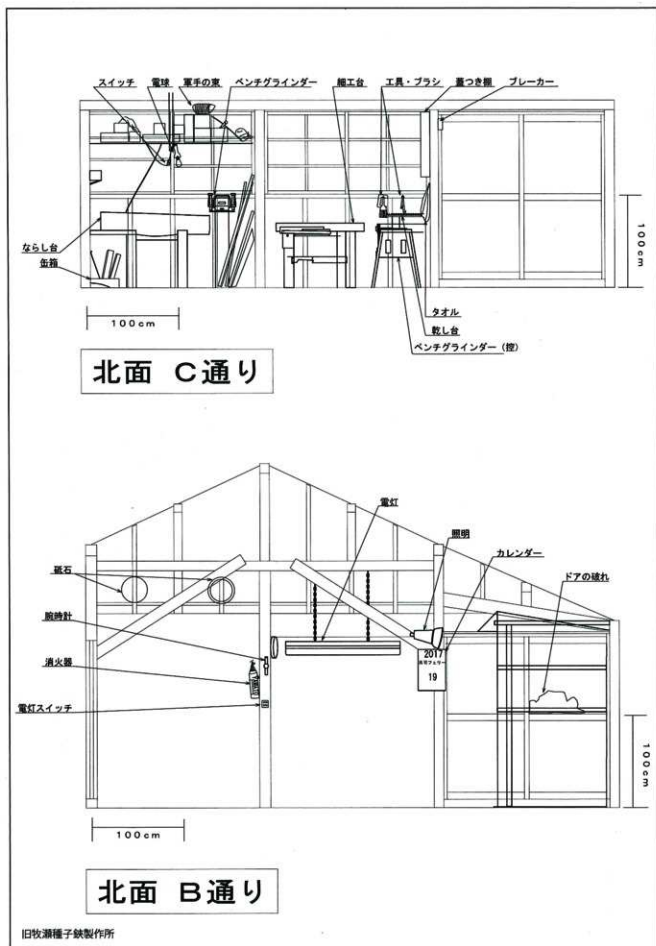 スイッチ
電球
軍手の束
ベンチグラインダー
細工台
工具・ブラシ
蓋つき棚
ブレーカー
ならし台
缶箱
100cm
タオル
乾し台
ベンチグラインダー（控）
100cm
北面 C通り
電灯
照明
カレンダー
ドアの破れ
砥石
腕時計
消火器
電灯スイッチ
2017
19
100cm
100cm
北面 B通り
旧牧瀬種子鋏製作所